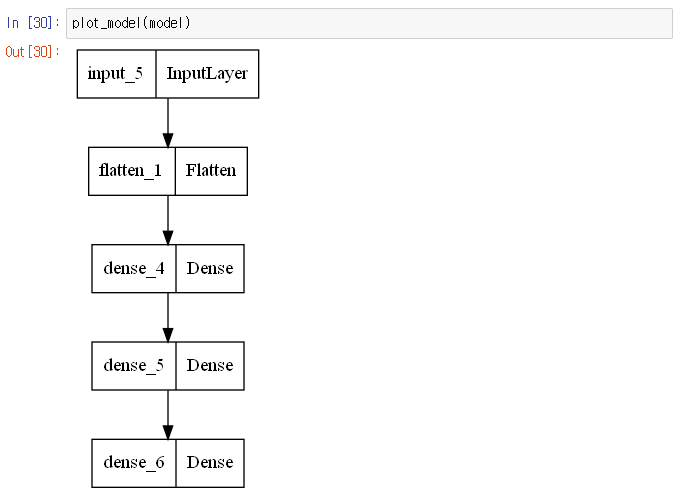 In [30]: plot_model(model)
Out[30]:
input_5 InputLayer
flatten_1 Flatten
dense_4 Dense
dense_5 Dense
dense_6 Dense